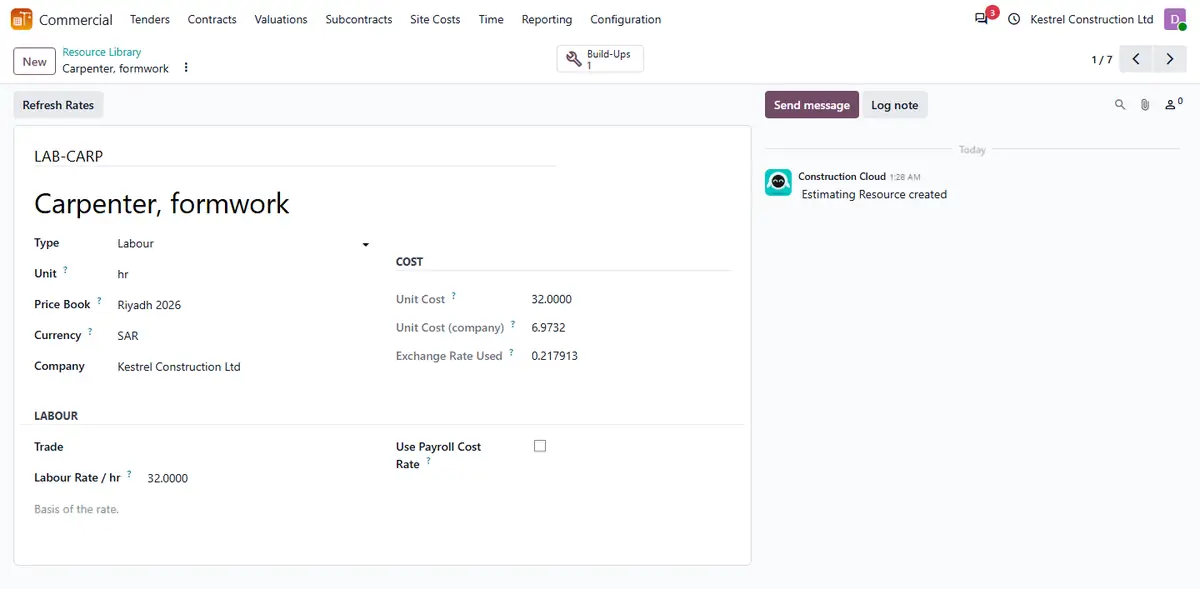 Commercial Tenders Contracts Valuations Subcontracts Site Costs Time Reporting Configuration 3 Kestrel Construction Ltd D
New
Resource Library
Carpenter, formwork
Build-Ups
1
1 / 7
Refresh Rates
Send message Log note 0
LAB-CARP
Today
Construction Cloud 1:28 AM
Estimating Resource created
Carpenter, formwork
Type Labour
Unit ? hr
Price Book ? Riyadh 2026
Currency ? SAR
Company Kestrel Construction Ltd
COST
Unit Cost ? 32.0000
Unit Cost (company) ? 6.9732
Exchange Rate Used ? 0.217913
LABOUR
Trade
Labour Rate / hr ? 32.0000
Basis of the rate.
Use Payroll Cost
Rate ?